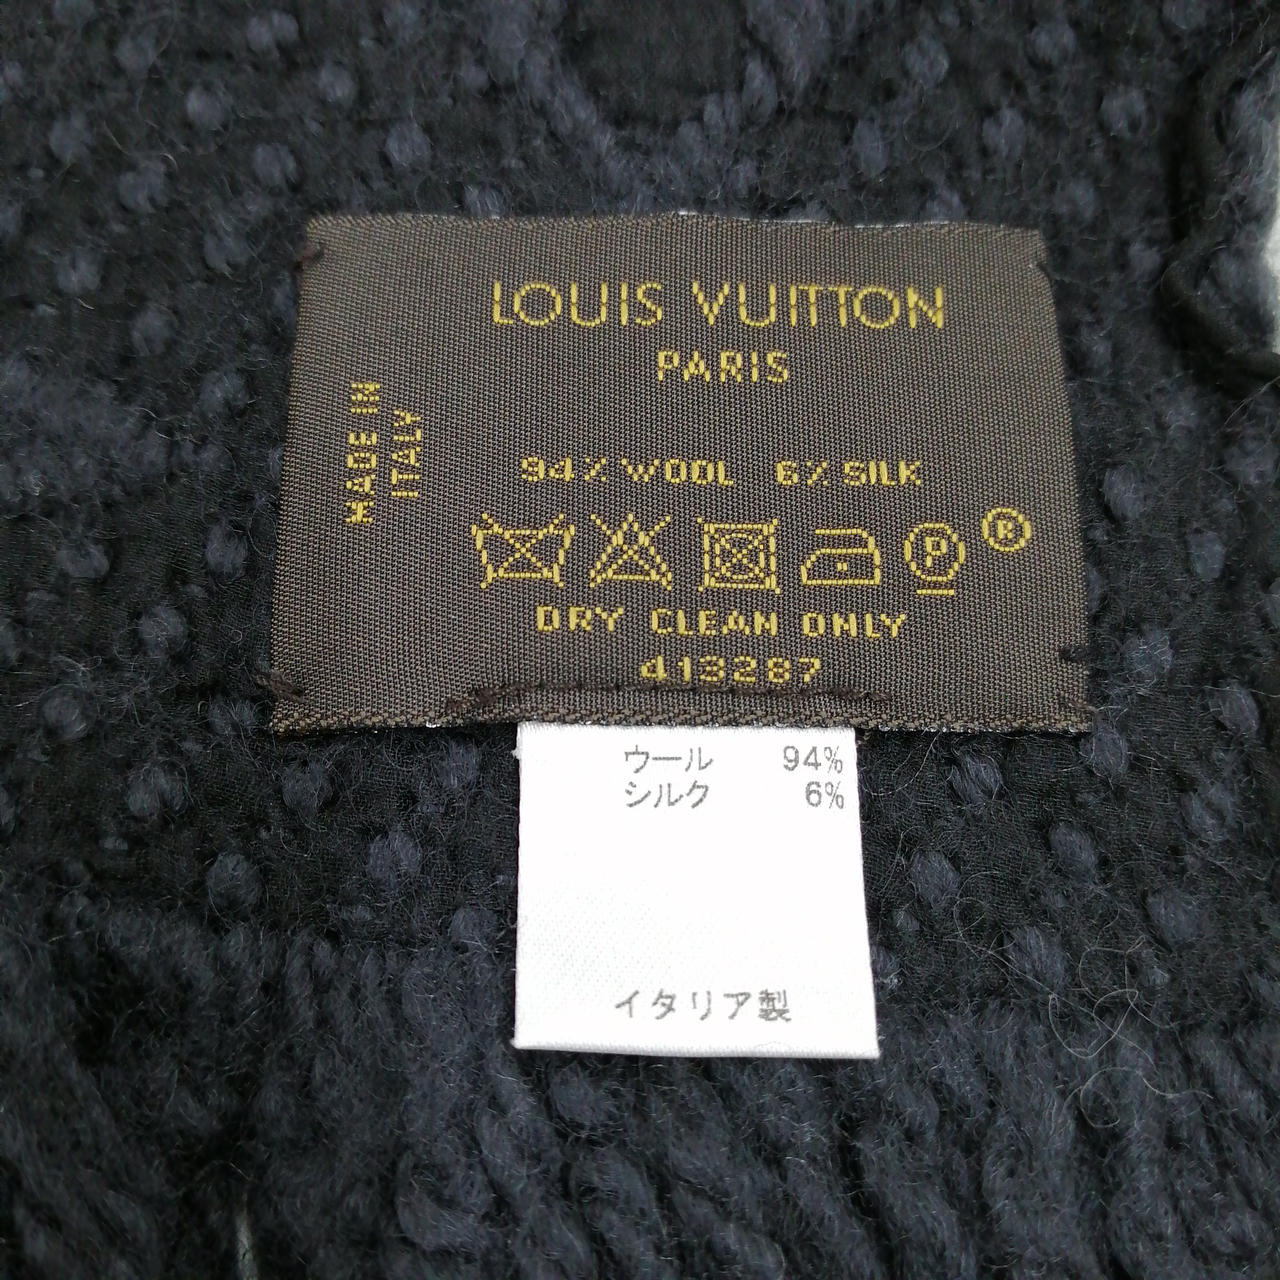 LOUIS VUITTON
PARIS
MADE IN
ITALY
94% WOOL 6% SILK
P
®
DRY CLEAN ONLY
413287
ウール 94%
シルク 6%
イタリア製